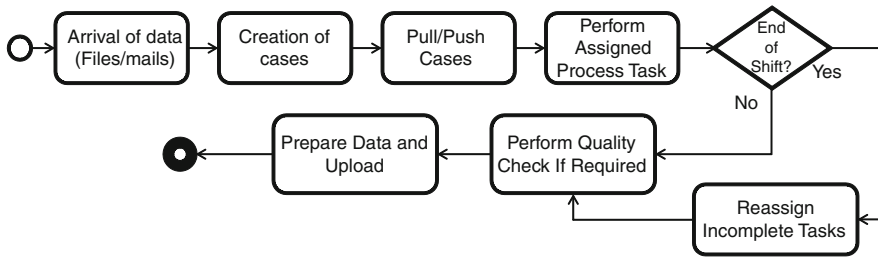 Arrival of data
(Files/mails)
Creation of
cases
Pull/Push
Cases
Perform
Assigned
Process Task
End
of
Shift?
Yes
No
Prepare Data and
Upload
Perform Quality
Check If Required
Reassign
Incomplete Tasks